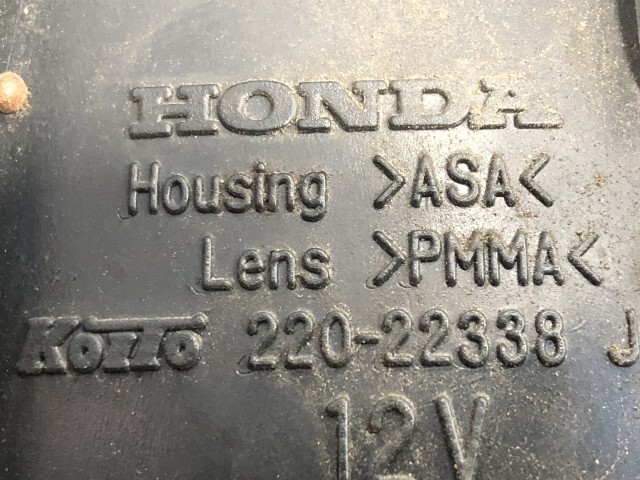 HONDA
Housing >ASA<
Lens >PMMA<
KOITO 220-22338 J
12V